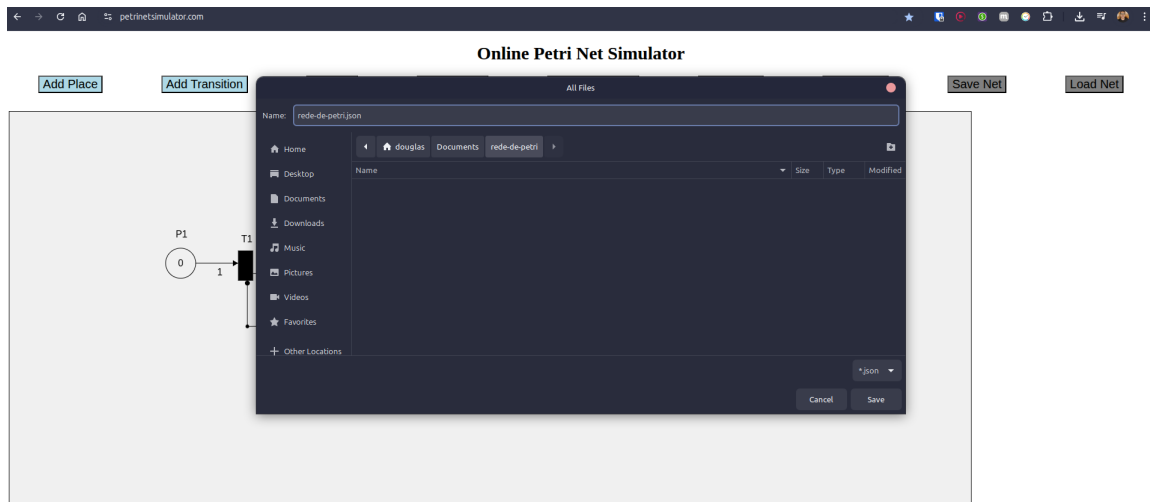 petrinetsimulator.com
Online Petri Net Simulator
Add Place Add Transition Save Net Load Net
All Files
Name: rede-de-petri.json
Home douglas Documents rede-de-petri
Desktop Name Size Type Modified
Documents
Downloads
Music
Pictures
Videos
Favorites
Other Locations
P1
T1
0
1
*.json
Cancel Save